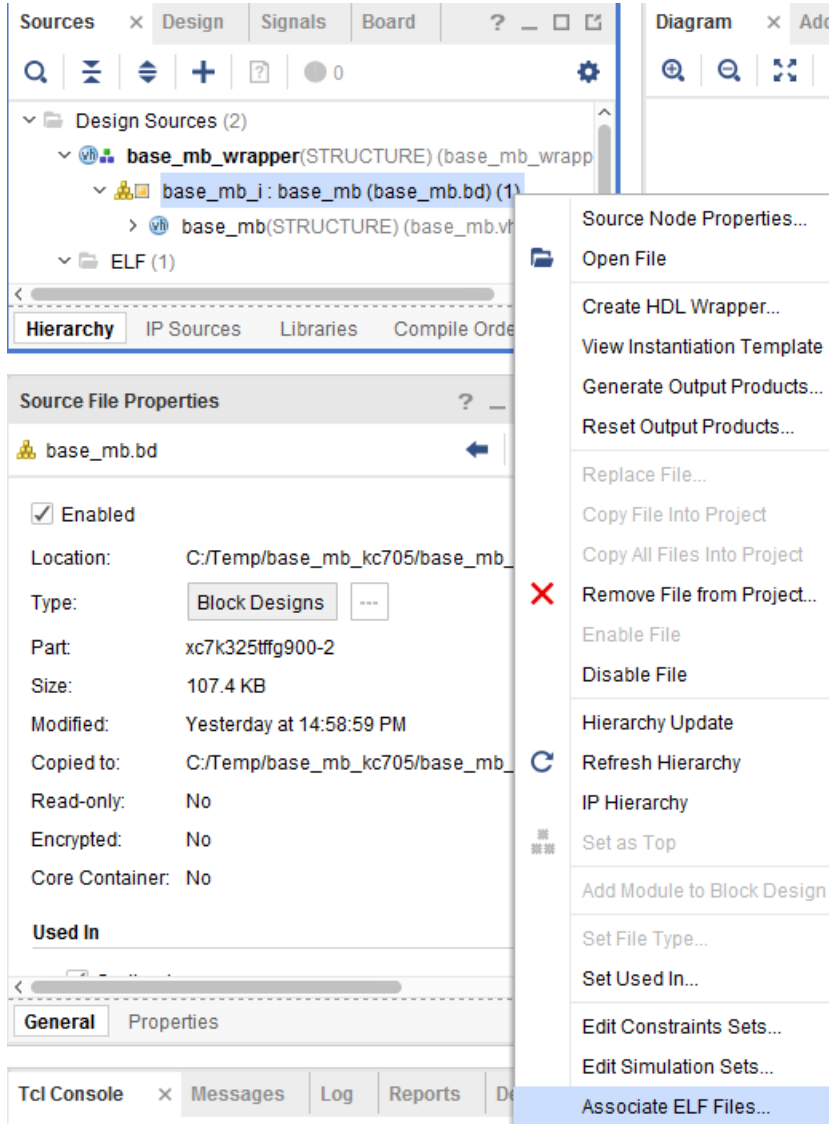 Sources × Design Signals Board ? Diagram ×
0
Design Sources (2)
base_mb_wrapper(STRUCTURE) (base_mb_wrapp
base_mb_i : base_mb (base_mb.bd) (1)
base_mb(STRUCTURE) (base_mb.vh
ELF (1)
Hierarchy IP Sources Libraries Compile Orde
Source File Properties ?
base_mb.bd
Enabled
Location: C:/Temp/base_mb_kc705/base_mb_
Type: Block Designs ---
Part: xc7k325tffg900-2
Size: 107.4 KB
Modified: Yesterday at 14:58:59 PM
Copied to: C:/Temp/base_mb_kc705/base_mb_
Read-only: No
Encrypted: No
Core Container: No
Used In
General Properties
Tcl Console × Messages Log Reports
Source Node Properties...
Open File
Create HDL Wrapper...
View Instantiation Template
Generate Output Products...
Reset Output Products...
Replace File...
Copy File Into Project
Copy All Files Into Project
Remove File from Project...
Enable File
Disable File
Hierarchy Update
Refresh Hierarchy
IP Hierarchy
Set as Top
Add Module to Block Design
Set File Type...
Set Used In...
Edit Constraints Sets...
Edit Simulation Sets...
Associate ELF Files...